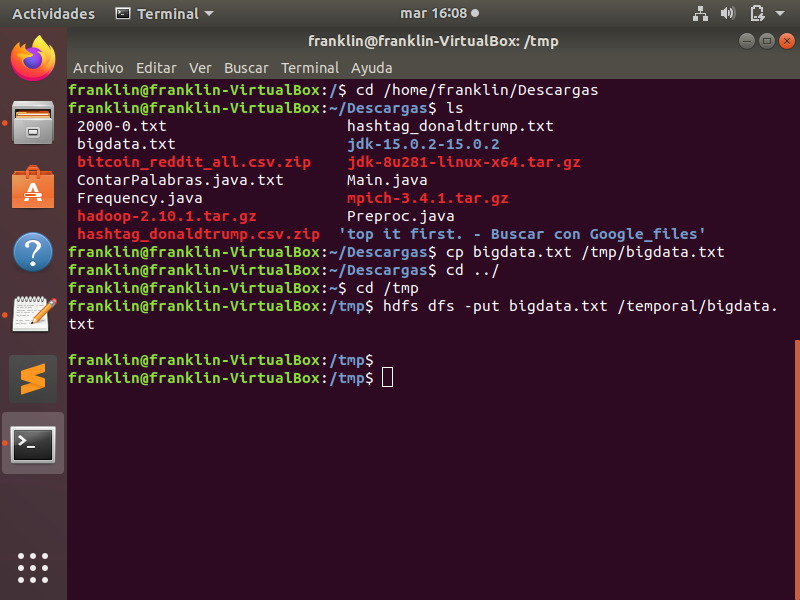 Actividades Terminal mar 16:08
franklin@franklin-VirtualBox: /tmp
Archivo Editar Ver Buscar Terminal Ayuda
franklin@franklin-VirtualBox:/$ cd /home/franklin/Descargas
franklin@franklin-VirtualBox:~/Descargas$ ls
2000-0.txt hashtag_donaldtrump.txt
bigdata.txt jdk-15.0.2-15.0.2
bitcoin_reddit_all.csv.zip jdk-8u281-linux-x64.tar.gz
ContarPalabras.java.txt Main.java
Frequency.java mpich-3.4.1.tar.gz
hadoop-2.10.1.tar.gz Preproc.java
hashtag_donaldtrump.csv.zip 'top it first. - Buscar con Google_files'
franklin@franklin-VirtualBox:~/Descargas$ cp bigdata.txt /tmp/bigdata.txt
franklin@franklin-VirtualBox:~/Descargas$ cd ../
franklin@franklin-VirtualBox:~$ cd /tmp
franklin@franklin-VirtualBox:/tmp$ hdfs dfs -put bigdata.txt /temporal/bigdata.
txt
franklin@franklin-VirtualBox:/tmp$
franklin@franklin-VirtualBox:/tmp$